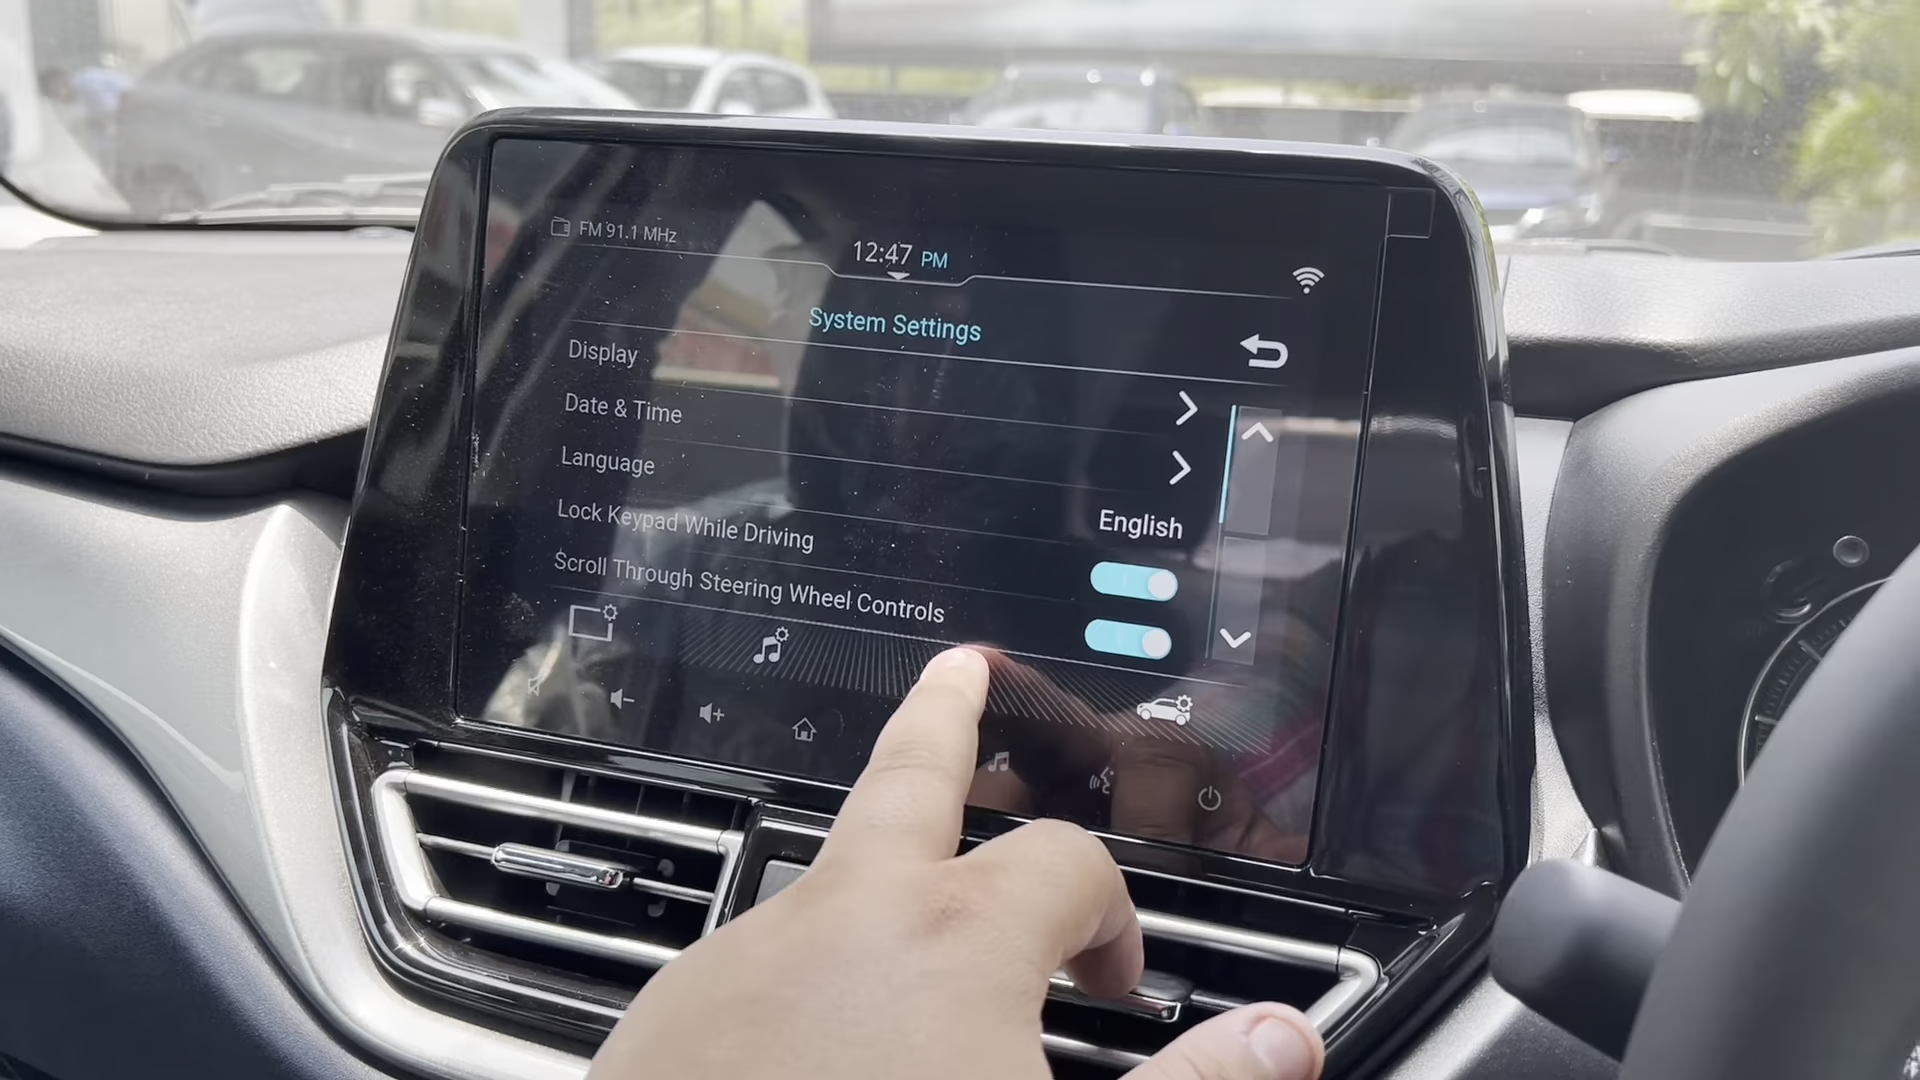 FM 91.1 MHz
12:47 PM
System Settings
Display
Date & Time
Language
English
Lock Keypad While Driving
Scroll Through Steering Wheel Controls